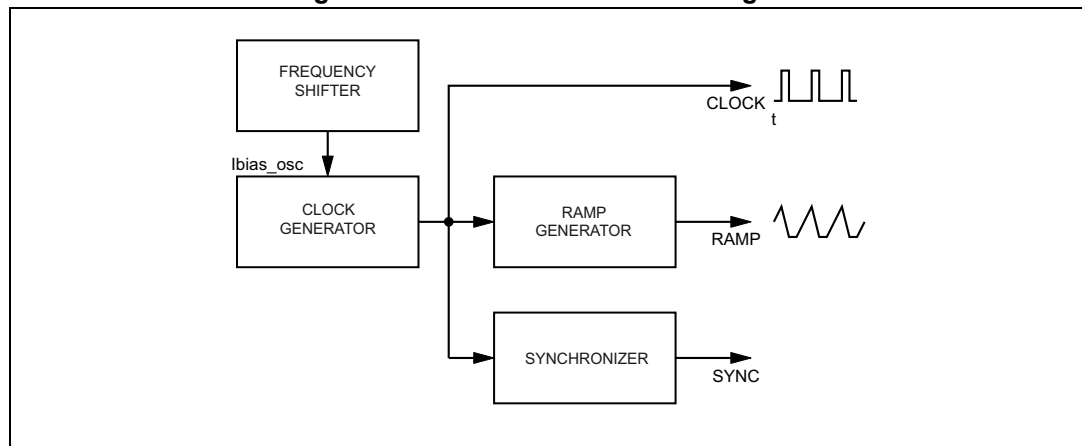 FREQUENCY
SHIFTER
CLOCK
t
Ibias_osc
CLOCK
GENERATOR
RAMP
GENERATOR
RAMP
SYNCHRONIZER
SYNC